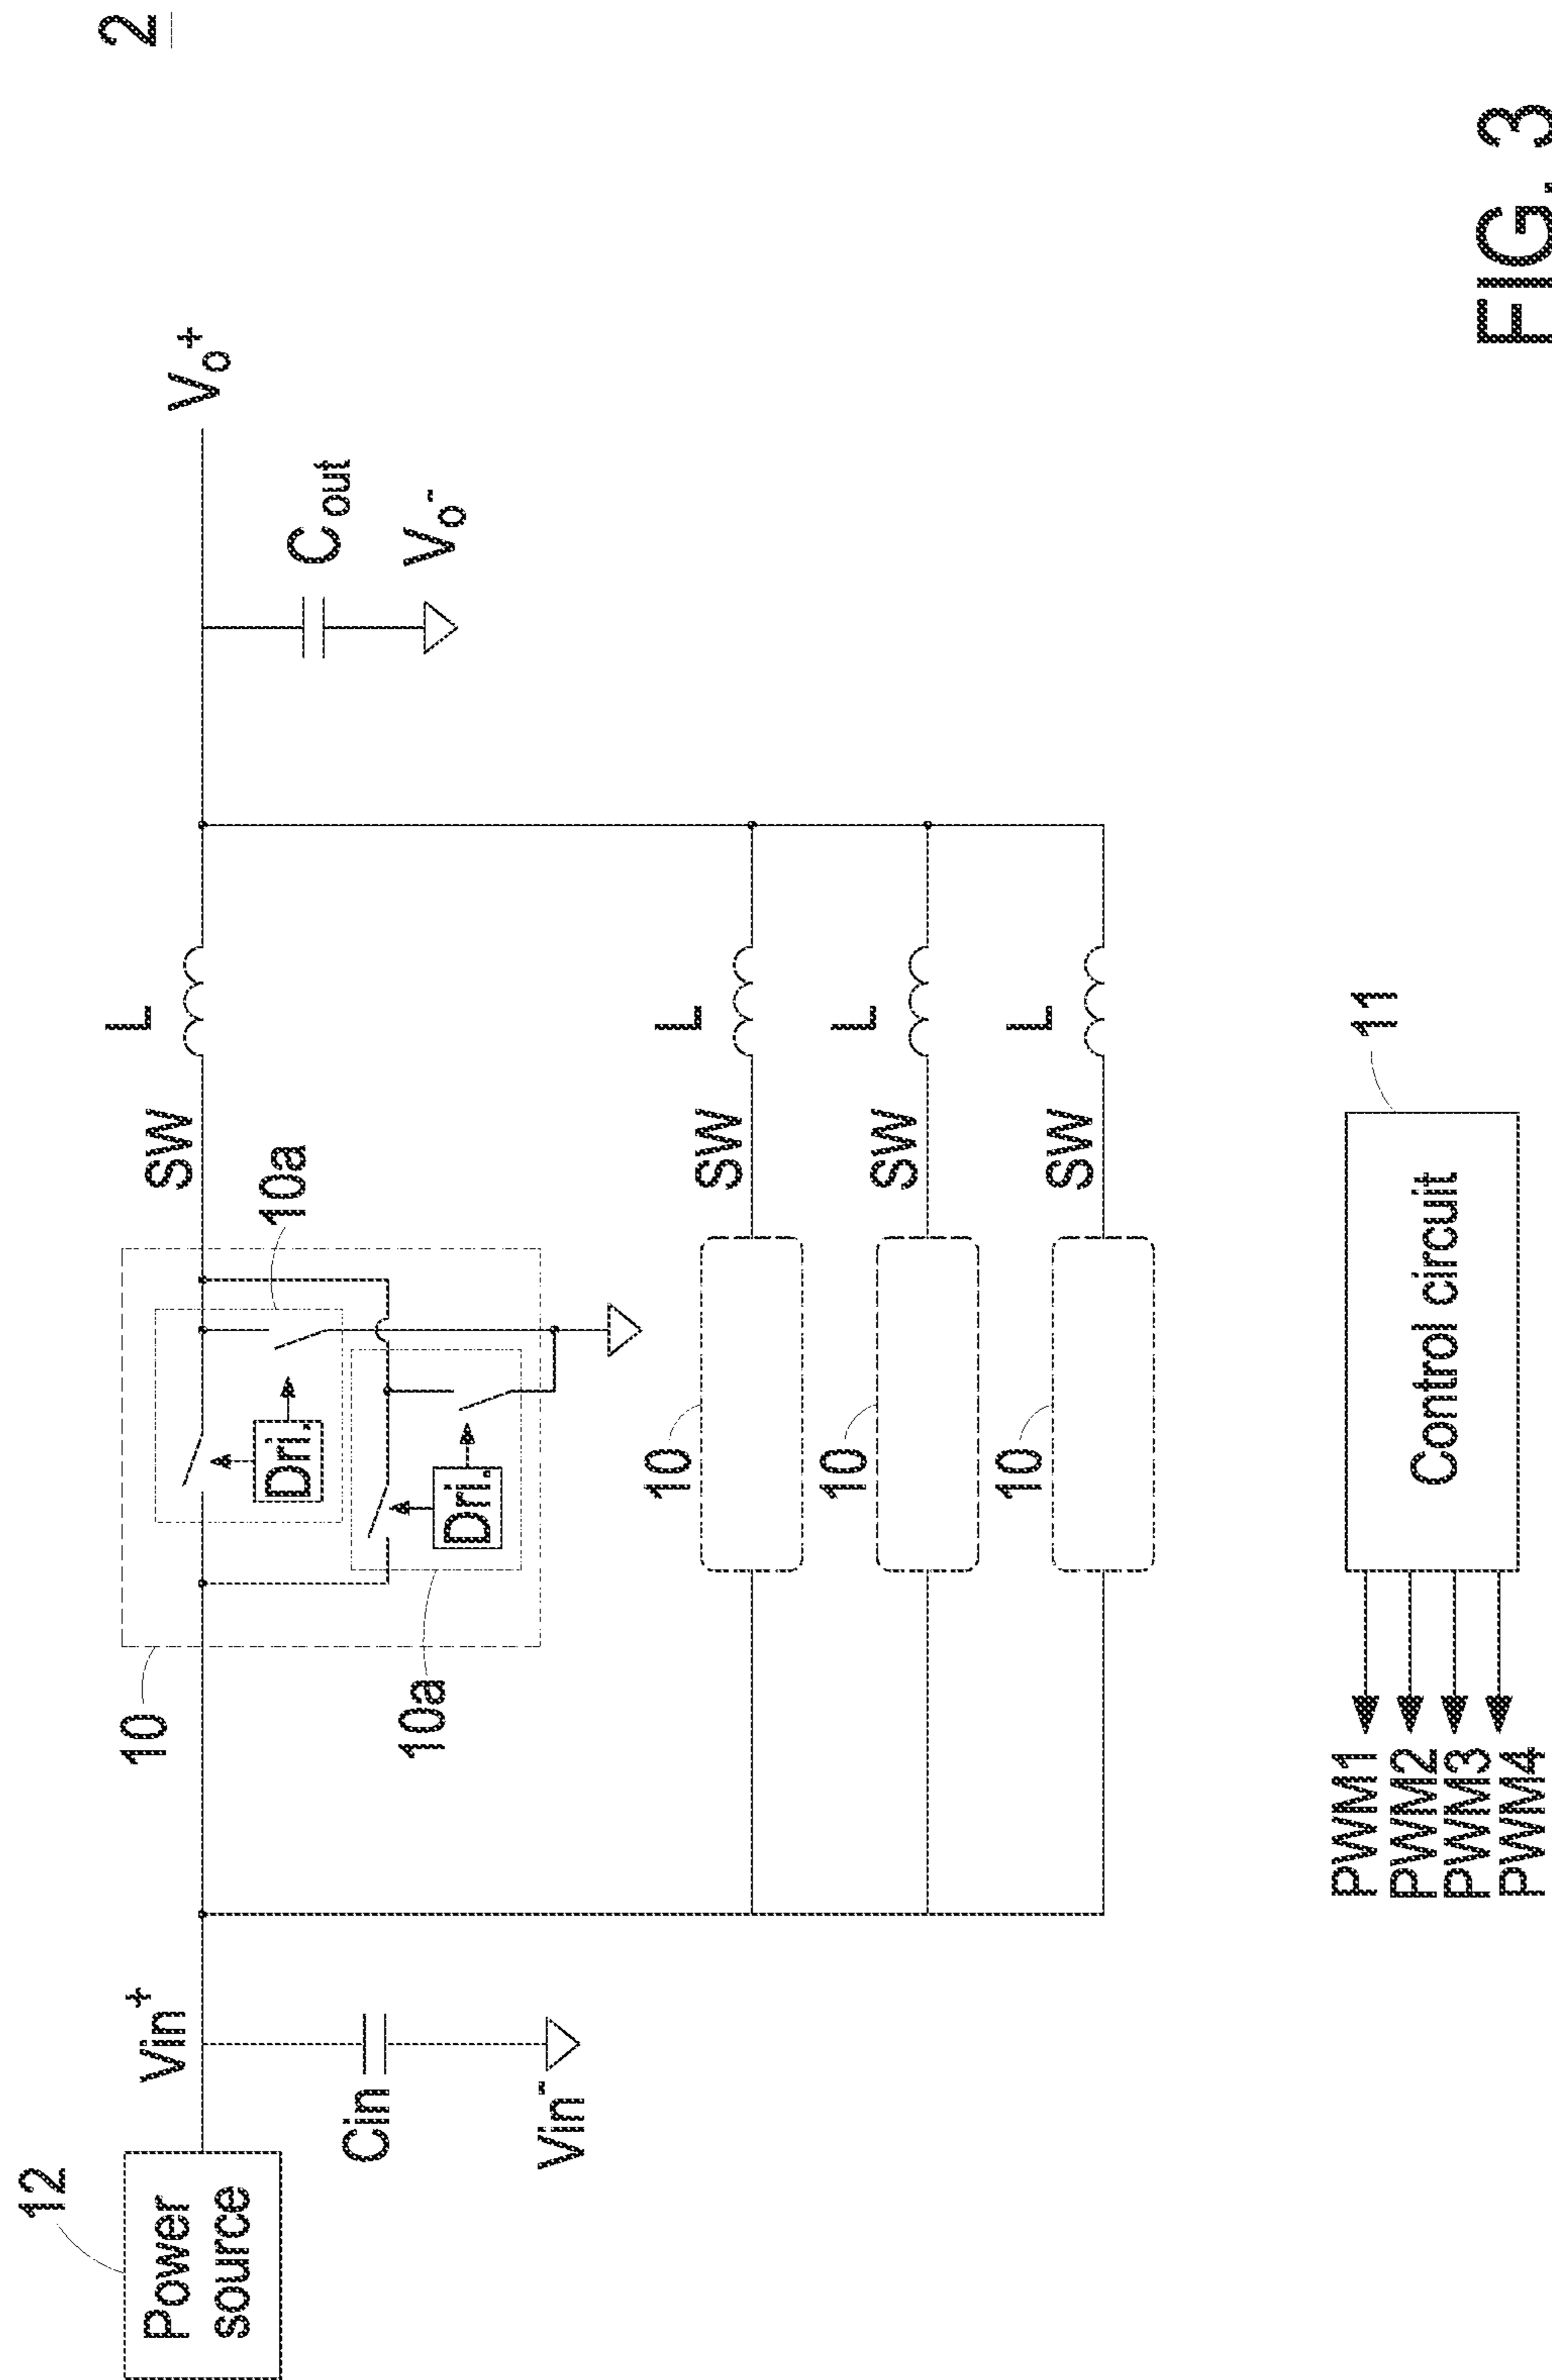 2
12
Power
source
Vin+
Cin
Vin-
10
10a
Dri.
Dri.
10a
SW
L
Vo+
Cout
Vo-
10
SW
L
10
SW
L
10
SW
L
PWM1
PWM2
PWM3
PWM4
Control circuit
11
FIG. 3